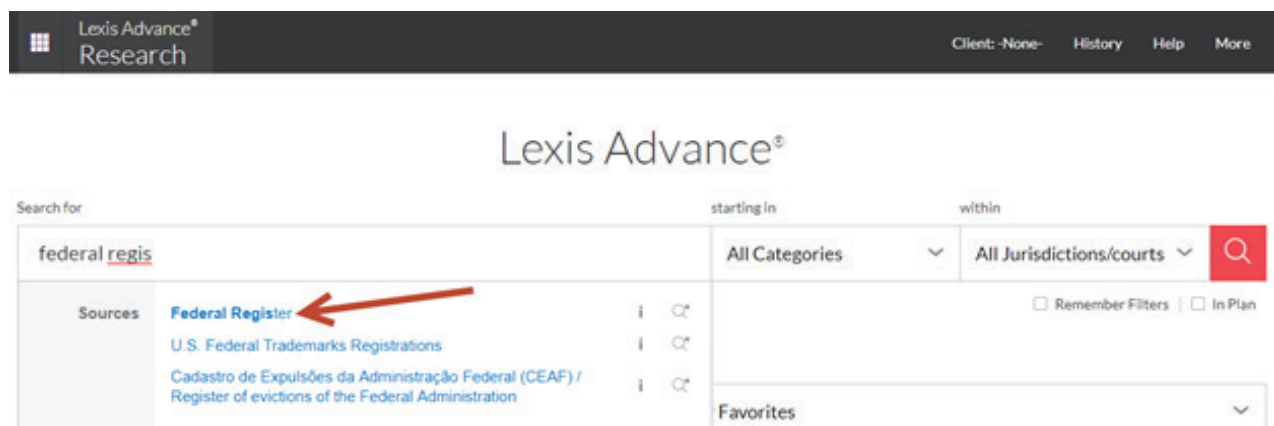 Lexis Advance®
Research
Client: -None- History Help More
Lexis Advance®
Search for starting in within
federal regis All Categories All Jurisdictions/courts
Sources Federal Register i
Remember Filters | In Plan
U.S. Federal Trademarks Registrations i
Cadastro de Expulsões da Administração Federal (CEAF) /
Register of evictions of the Federal Administration i
Favorites